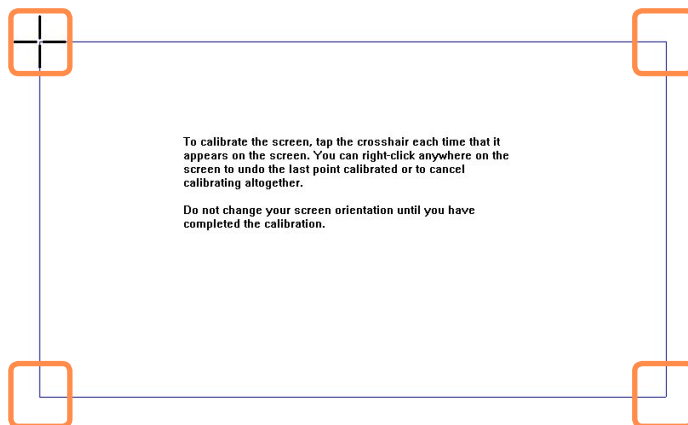 To calibrate the screen, tap the crosshair each time that it
appears on the screen. You can right-click anywhere on the
screen to undo the last point calibrated or to cancel
calibrating altogether.
Do not change your screen orientation until you have
completed the calibration.